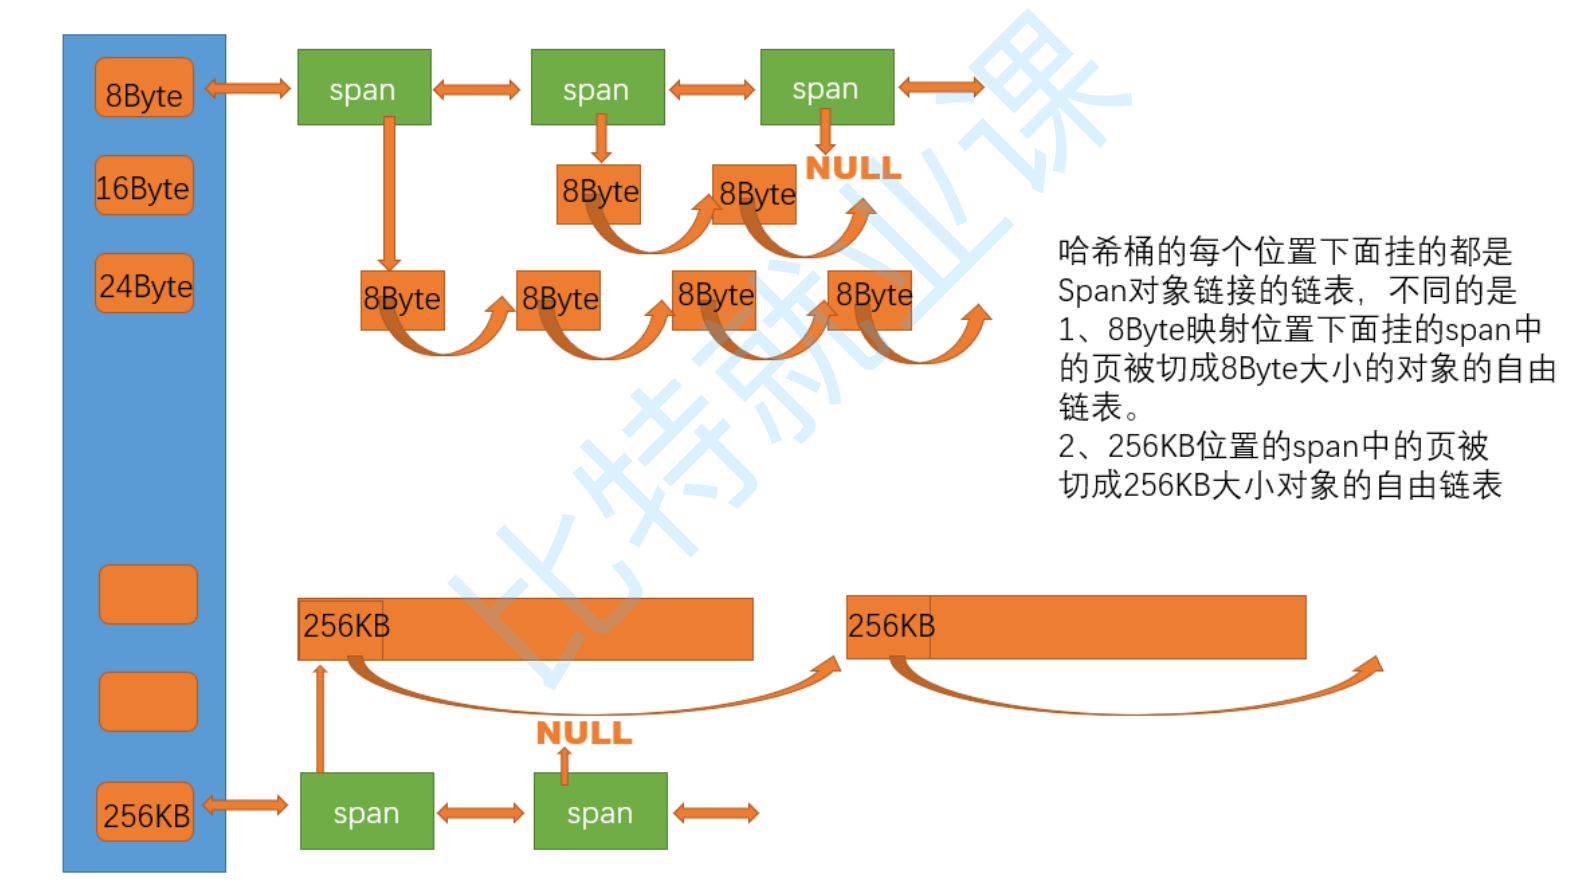 8Byte
span
span
span
NULL
16Byte
8Byte
8Byte
24Byte
8Byte
8Byte
8Byte
8Byte
哈希桶的每个位置下面挂的都是
Span对象链接的链表，不同的是
1、8Byte映射位置下面挂的span中
的页被切成8Byte大小的对象的自由
链表。
2、256KB位置的span中的页被
切成256KB大小对象的自由链表
256KB
256KB
NULL
256KB
span
span
比特就业课